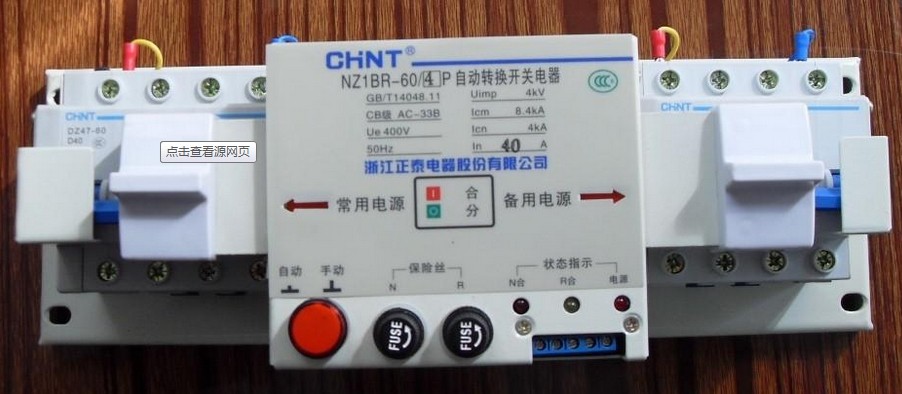 CHNT®
NZ1BR-60/4P 自动转换开关电器
GB/T14048.11 Uimp 4kV
CB级 AC-33B Icm 8.4kA
Ue 400V Icn 4kA
50Hz In 40 A
浙江正泰电器股份有限公司
CHNT
DZ47-60
D40
点击查看源网页
CHNT
常用电源
I 合
O 分
备用电源
自动 手动
保险丝
N R
状态指示
N合 R合 电源
FUSE
FUSE